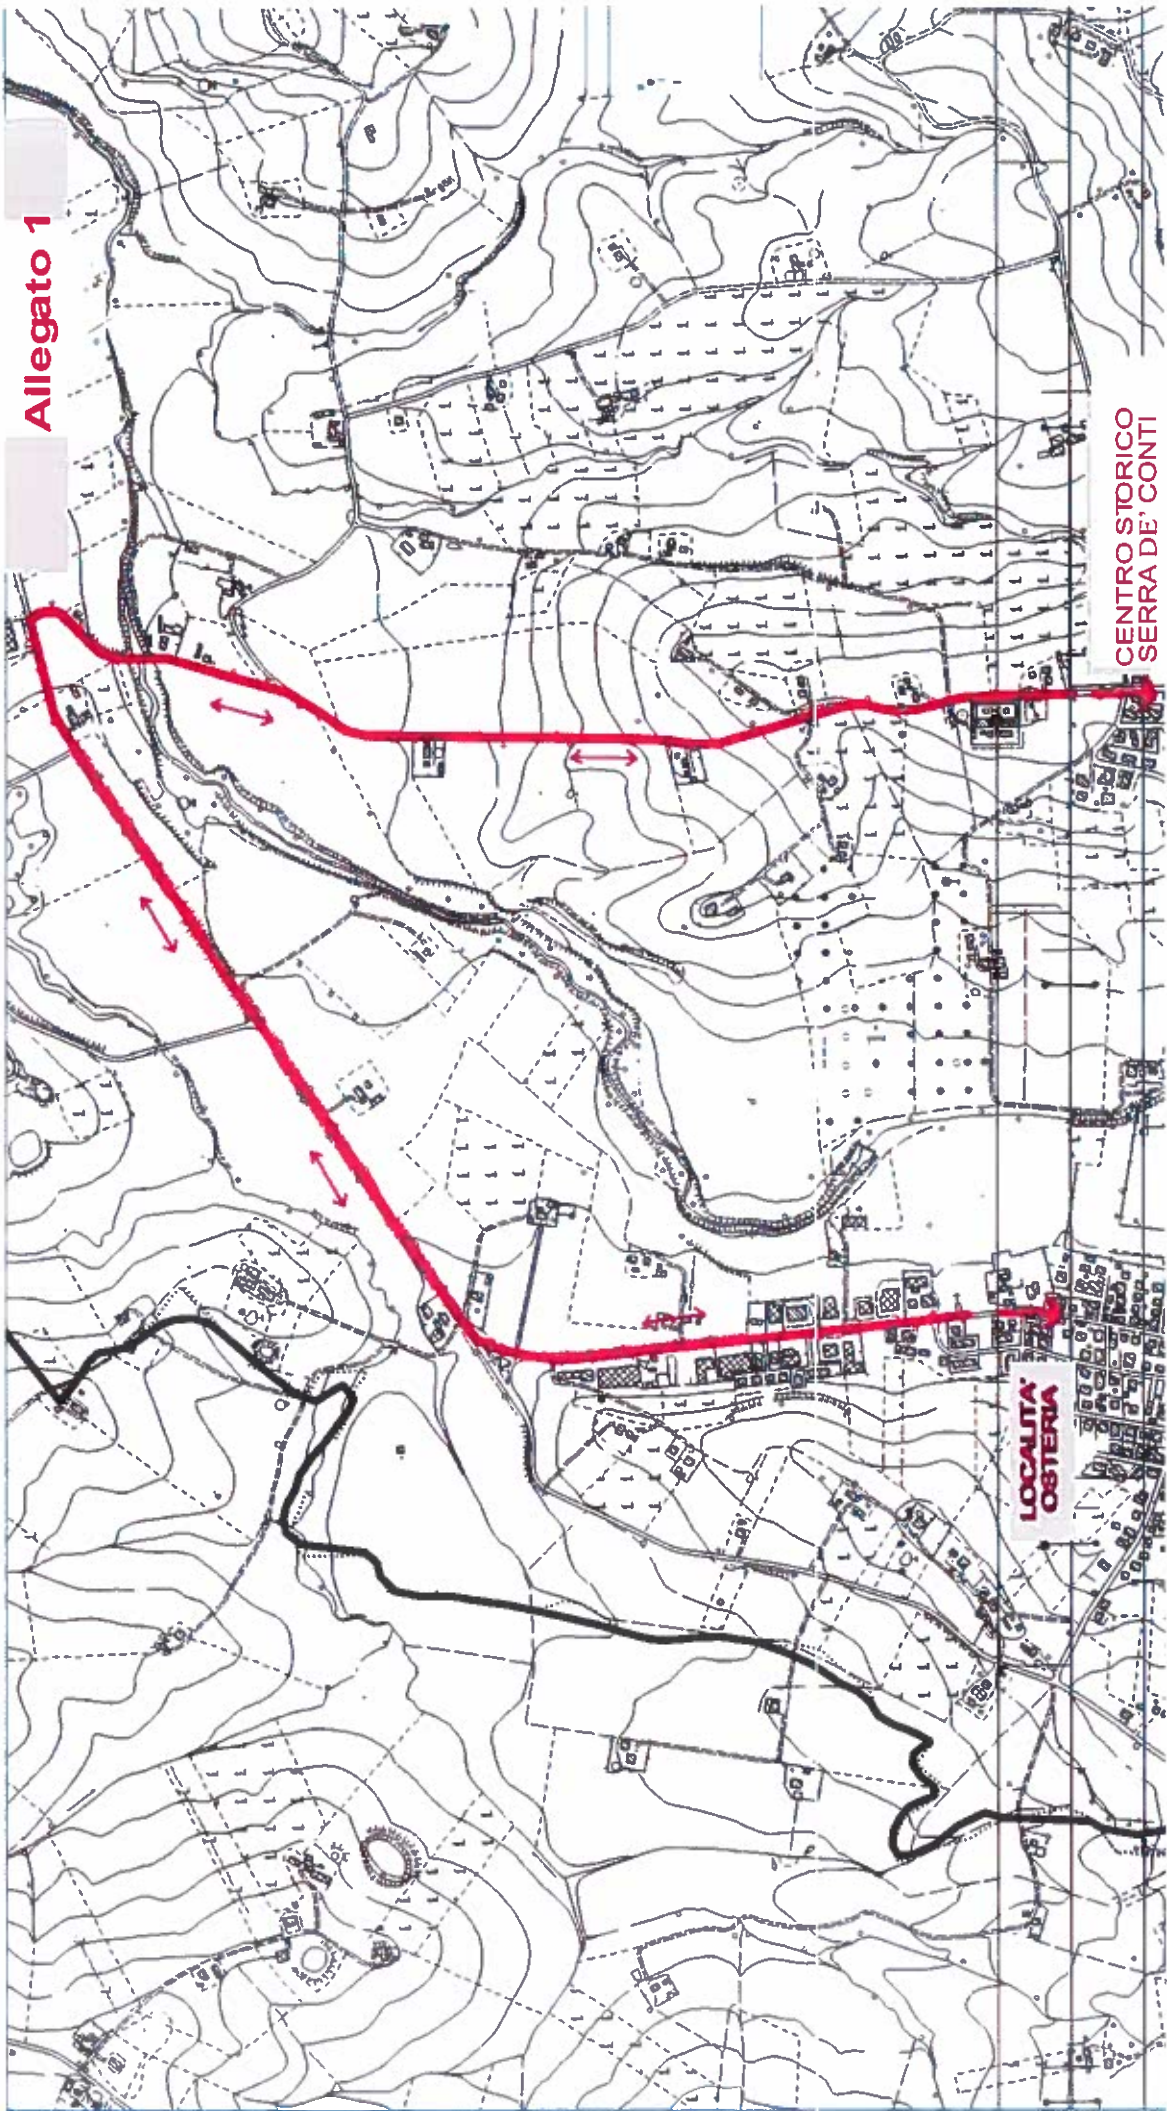 Allegato 1
CENTRO STORICO
SERRA DE' CONTI
LOCALITA'
OSTERIA